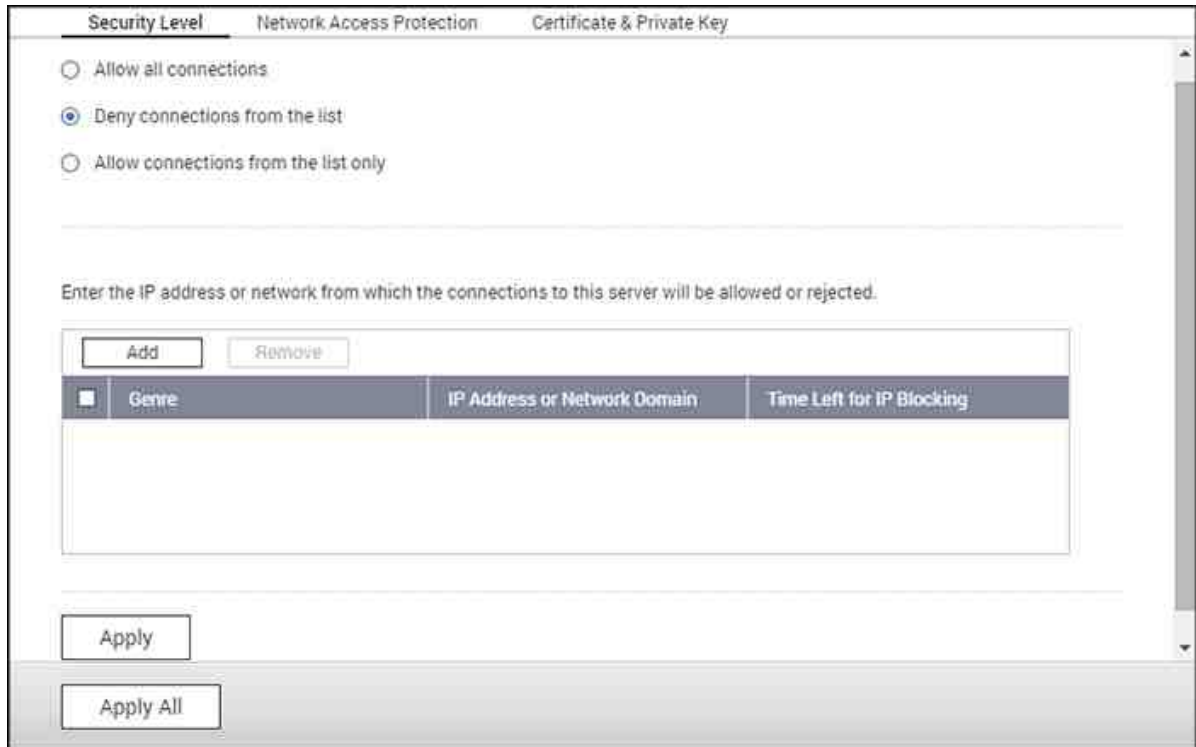 Security Level Network Access Protection Certificate & Private Key
Allow all connections
Deny connections from the list
Allow connections from the list only
Enter the IP address or network from which the connections to this server will be allowed or rejected.
Add Remove
Genre IP Address or Network Domain Time Left for IP Blocking
Apply
Apply All